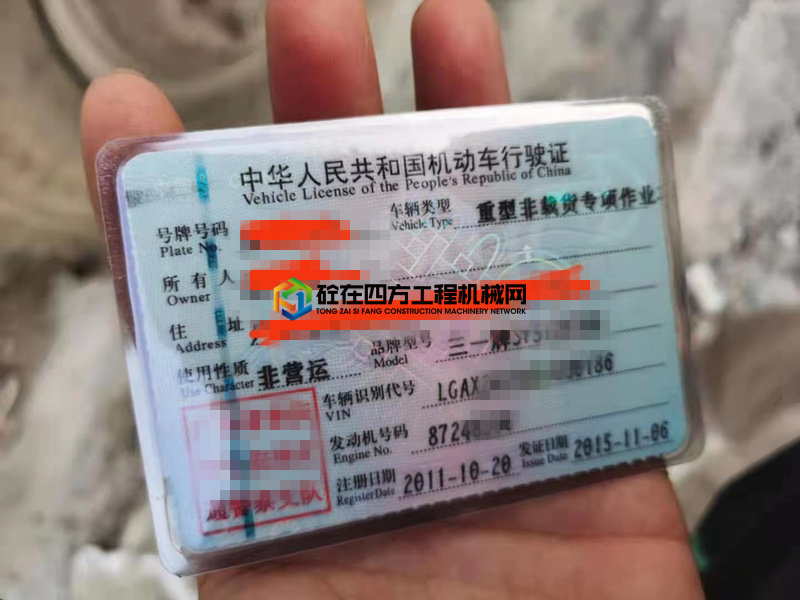 中华人民共和国机动车行驶证
Vehicle License of the People's Republic of China
号牌号码
Plate No.
车辆类型 重型非载货专项作业
Vehicle Type
所有人
Owner
砼在四方工程机械网
TONG ZAI SI FANG CONSTRUCTION MACHINERY NETWORK
住址
Address
使用性质 非营运
Use Character
品牌型号 三一牌
Model
车辆识别代号 LGAX
VIN
发动机号码 8724
Engine No.
注册日期 2011-10-20
Register Date
发证日期 2015-11-06
Issue Date